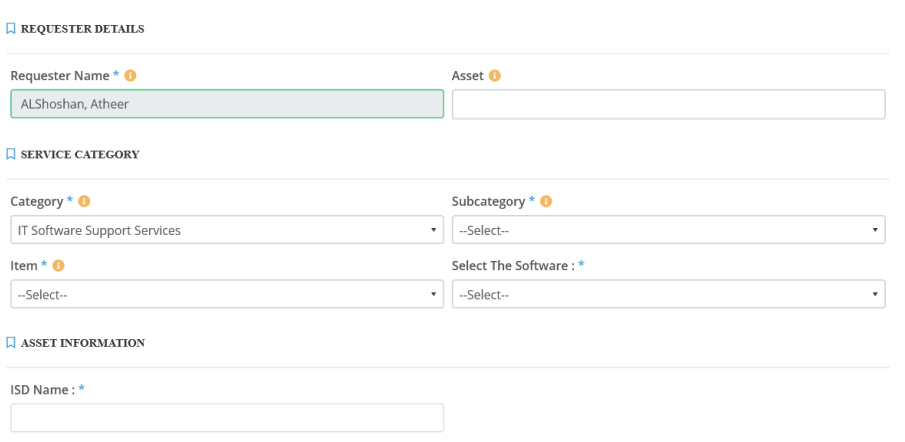 REQUESTER DETAILS
Requester Name *
Asset
ALShoshan, Atheer
SERVICE CATEGORY
Category *
Subcategory *
IT Software Support Services
--Select--
Item *
Select The Software : *
--Select--
--Select--
ASSET INFORMATION
ISD Name : *